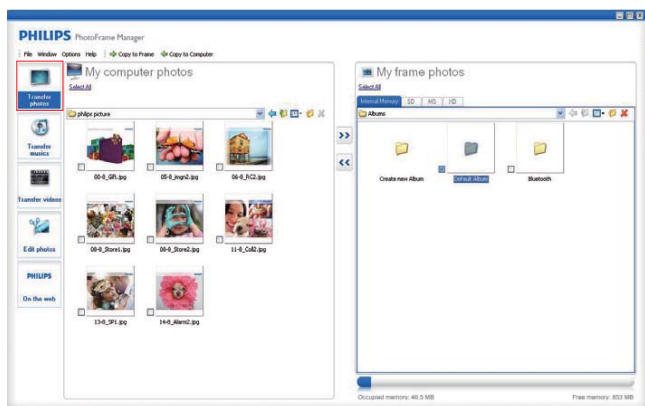 PHILIPS PhotoFrame Manager
File Window Options Help Copy to Frame Copy to Computer
Transfer photos
Transfer musics
Transfer videos
Edit photos
PHILIPS
On the web
My computer photos
Select All
philips picture
00-0_Gift.jpg 05-0_imgn2.jpg 06-0_RC2.jpg
08-0_Store1.jpg 08-0_Store2.jpg 11-0_Coll2.jpg
13-0_SP1.jpg 14-0_Alarm2.jpg
>>
<<
My frame photos
Select All
Internal Memory SD MS HD
Albums
Create new Album Default Album Bluetooth
Occupied memory: 46.5 MB Free memory: 853 MB